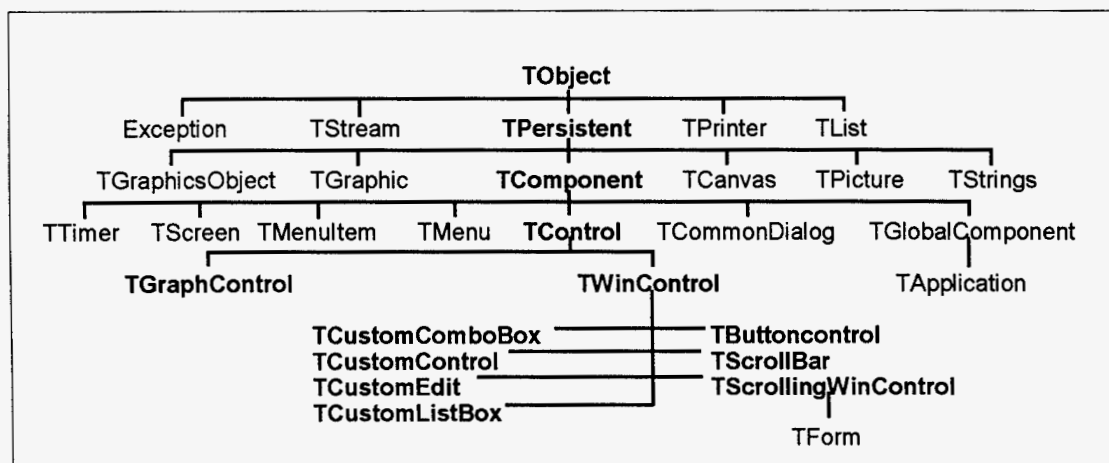 TObject
Exception TStream TPersistent TPrinter TList
TGraphicsObject TGraphic TComponent TCanvas TPicture TStrings
TTimer TScreen TMenuItem TMenu TControl TCommonDialog TGlobalComponent
TGraphControl TWinControl TApplication
TCustomComboBox TButtoncontrol
TCustomControl TScrollBar
TCustomEdit TScrollingWinControl
TCustomListBox
TForm